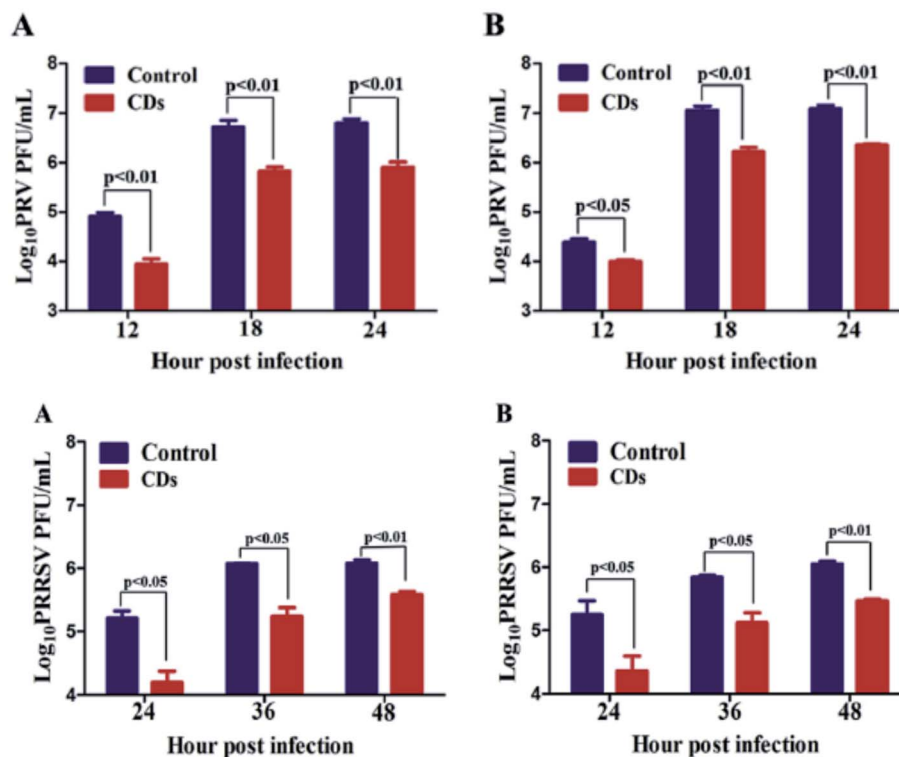 A
Log₁₀PRV PFU/mL
8
7
6
5
4
3
Control
CDs
p<0.01
p<0.01
p<0.01
12
18
24
Hour post infection
B
Log₁₀PRV PFU/mL
8
7
6
5
4
3
Control
CDs
p<0.05
p<0.01
p<0.01
12
18
24
Hour post infection
A
Log₁₀PRRSV PFU/mL
8
7
6
5
4
Control
CDs
p<0.05
p<0.05
p<0.01
24
36
48
Hour post infection
B
Log₁₀PRRSV PFU/mL
8
7
6
5
4
Control
CDs
p<0.05
p<0.05
p<0.01
24
36
48
Hour post infection